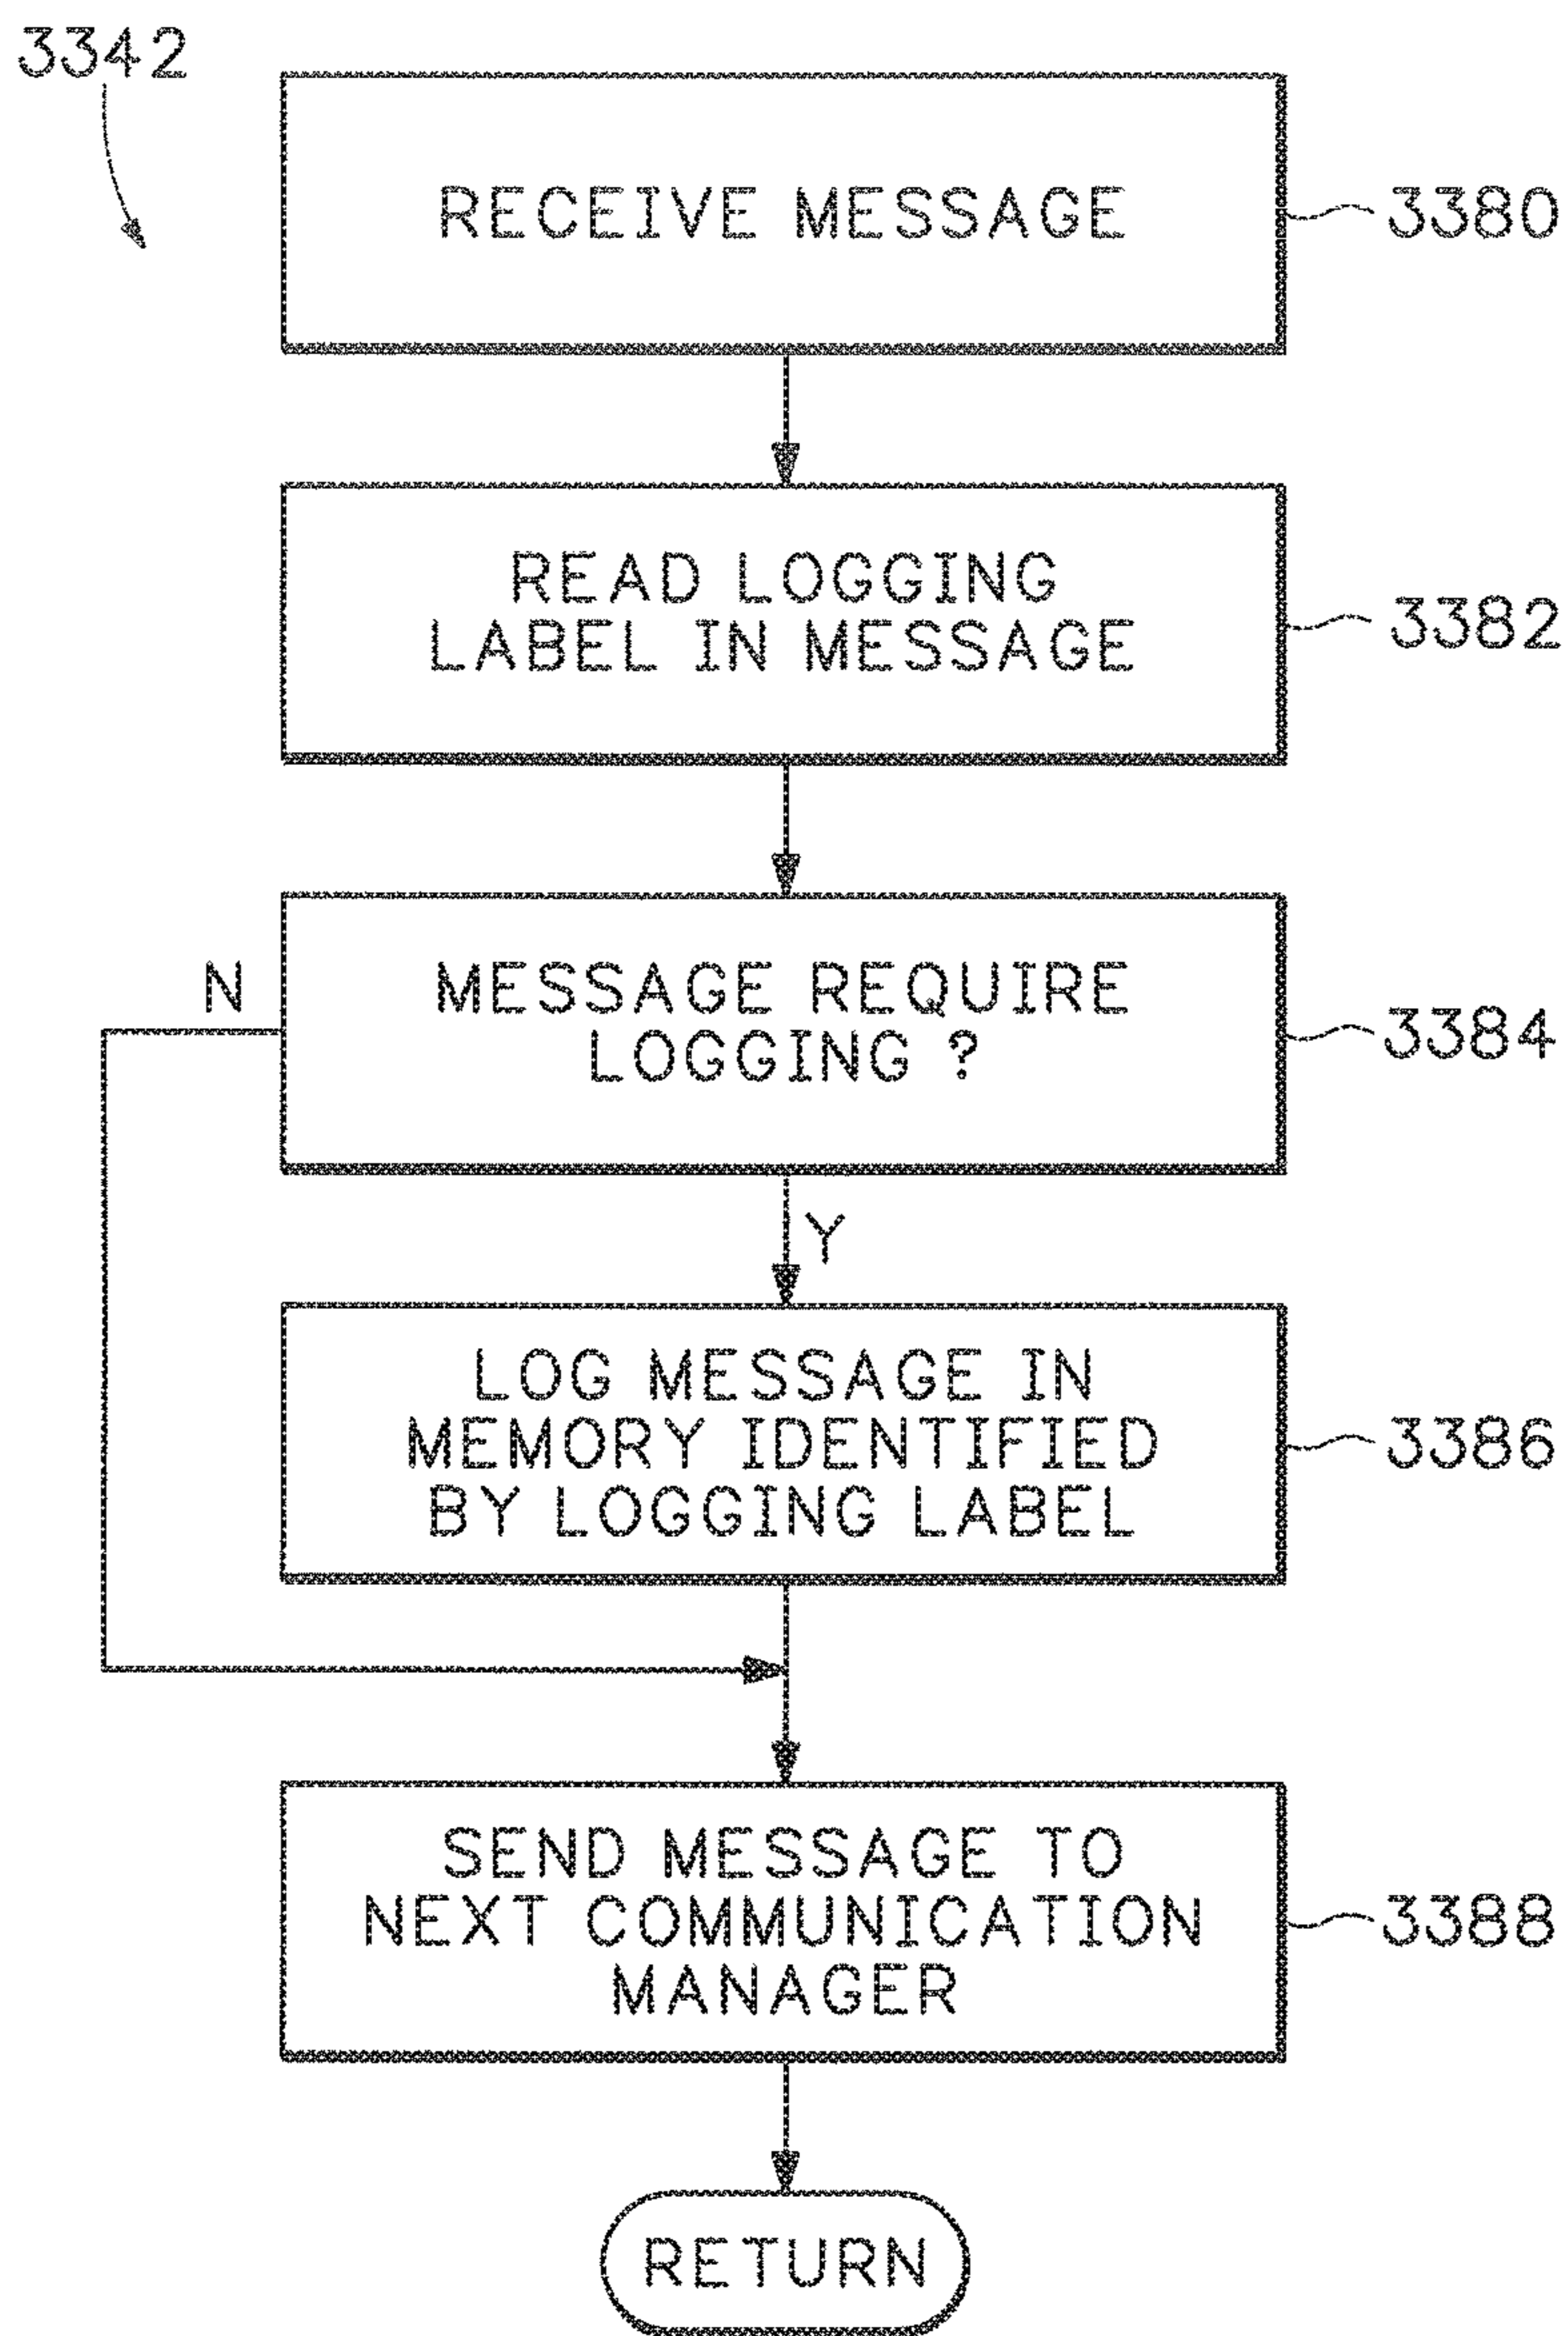 3342
RECEIVE MESSAGE
3380
READ LOGGING
LABEL IN MESSAGE
3382
N
MESSAGE REQUIRE
LOGGING ?
3384
Y
LOG MESSAGE IN
MEMORY IDENTIFIED
BY LOGGING LABEL
3386
SEND MESSAGE TO
NEXT COMMUNICATION
MANAGER
3388
RETURN